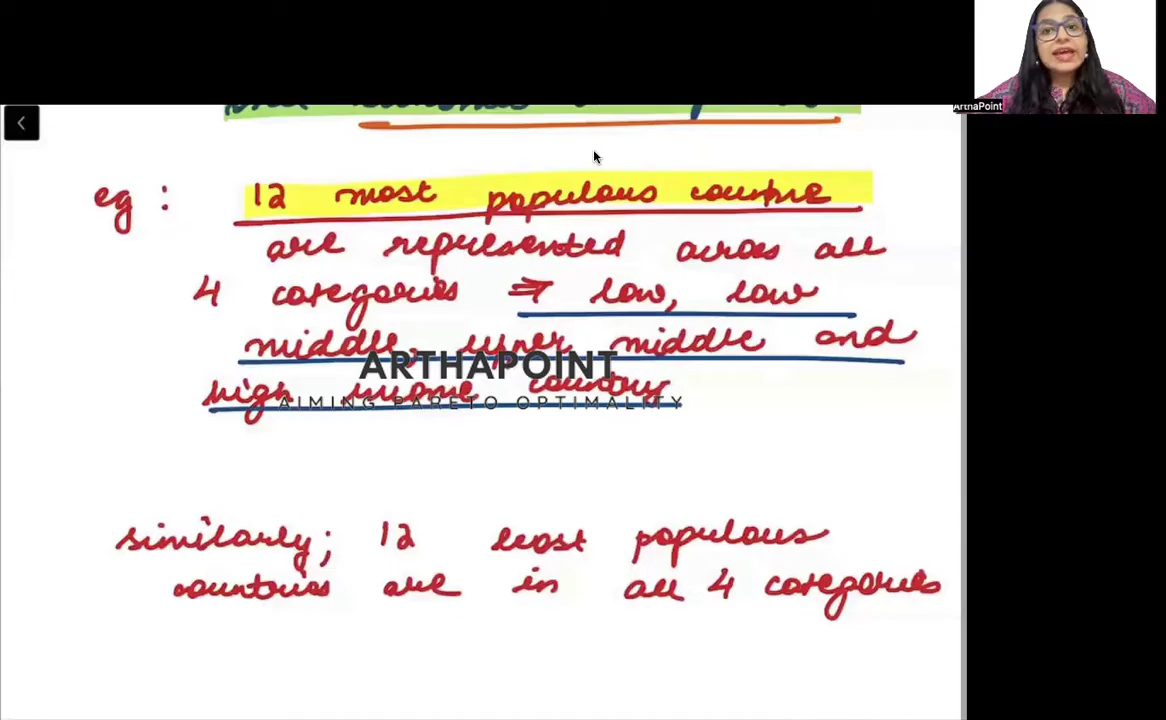 ArthaPoint
eg : 12 most populous countrie
are represented across all
4 categories ⇒ low, low
middle, upper middle and
high income country
ARTHAPOINT
AIMING PARETO OPTIMALITY
similarly; 12 least populous
countries are in all 4 categories